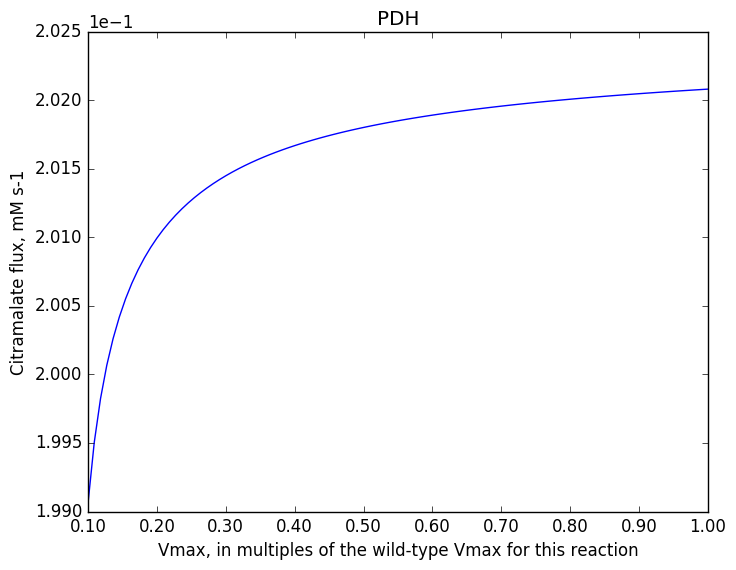 PDH
1e−1
2.025
2.020
2.015
2.010
2.005
2.000
1.995
1.990
Citramalate flux, mM s-1
0.10 0.20 0.30 0.40 0.50 0.60 0.70 0.80 0.90 1.00
Vmax, in multiples of the wild-type Vmax for this reaction